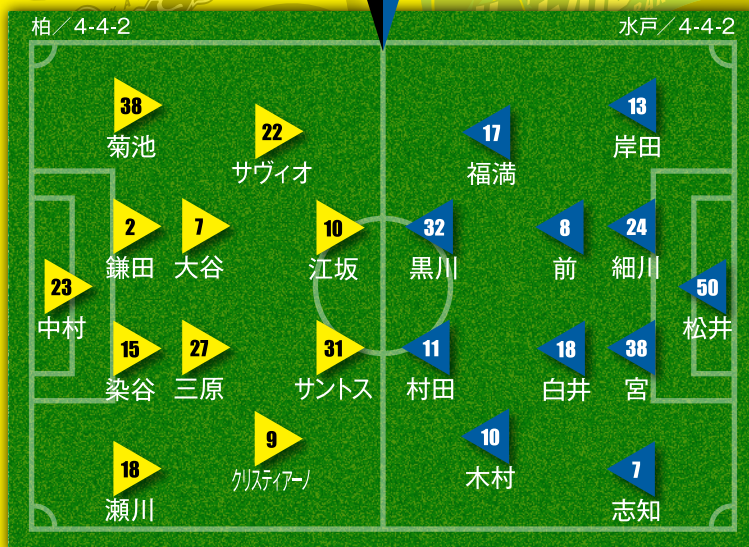 柏／4-4-2
水戸／4-4-2
38
菊池
22
サヴィオ
17
福満
13
岸田
2
鎌田
7
大谷
10
江坂
32
黒川
8
前
24
細川
23
中村
50
松井
15
染谷
27
三原
31
サントス
11
村田
18
白井
38
宮
18
瀬川
9
クリスティアーノ
10
木村
7
志知